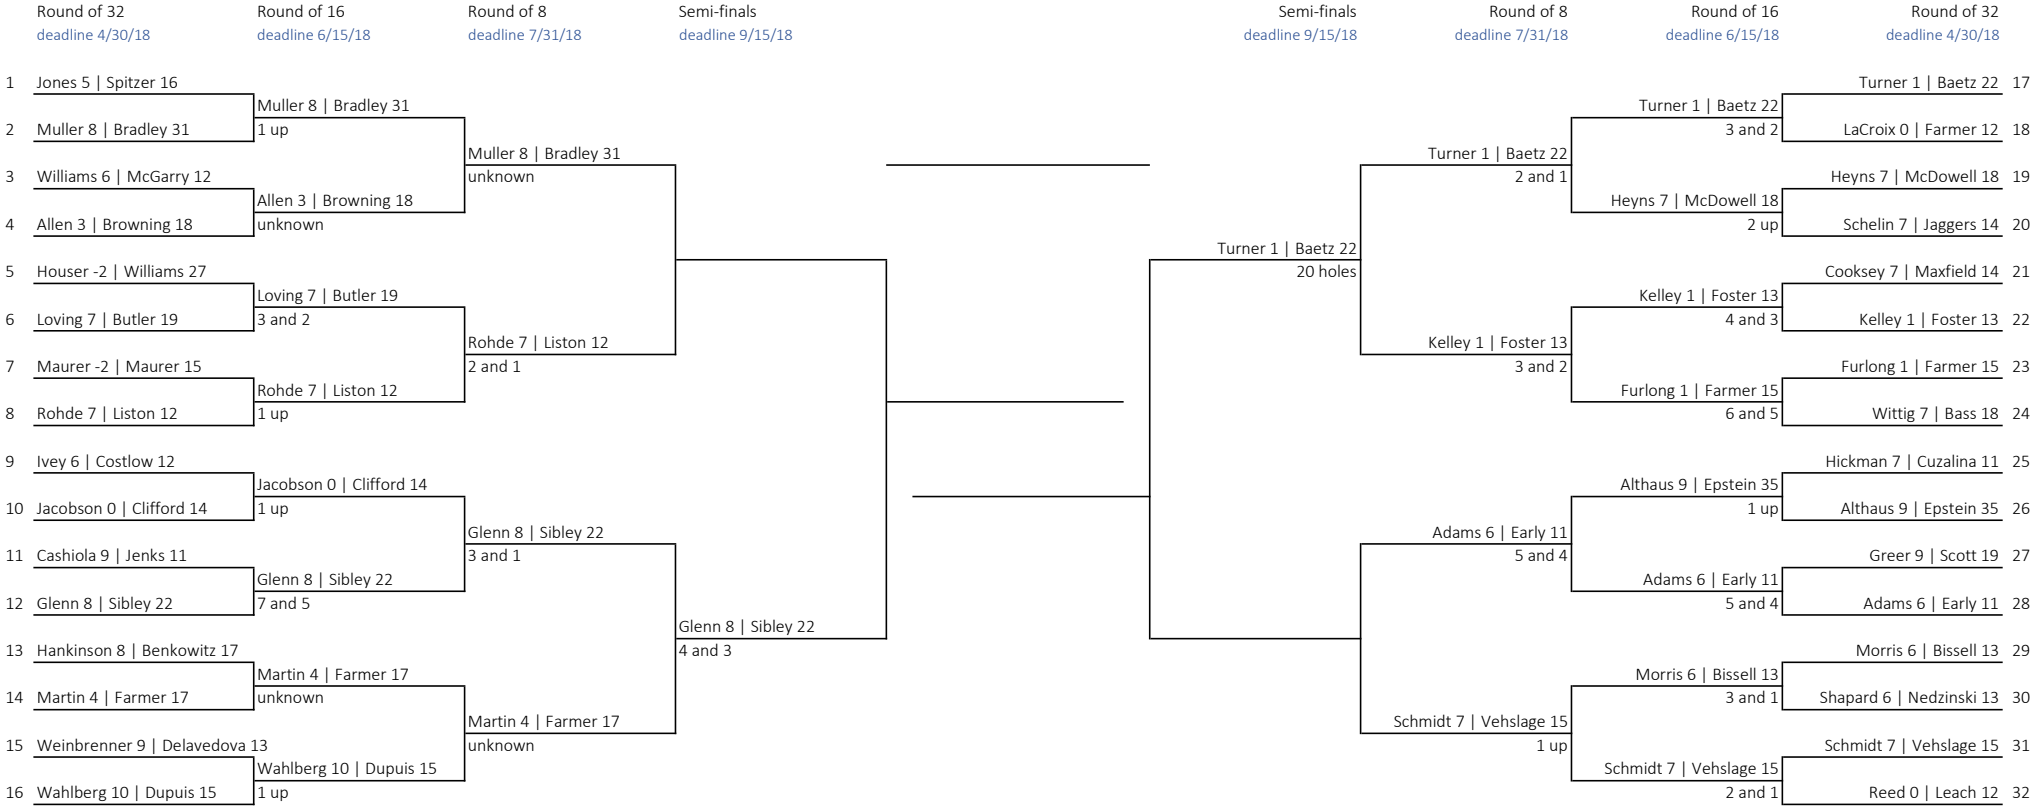 Round of 32
Round of 16
Round of 8
Semi-finals
Semi-finals
Round of 8
Round of 16
Round of 32
deadline 4/30/18
deadline 6/15/18
deadline 7/31/18
deadline 9/15/18
deadline 9/15/18
deadline 7/31/18
deadline 6/15/18
deadline 4/30/18
1 Jones 5 | Spitzer 16
2 Muller 8 | Bradley 31
3 Williams 6 | McGarry 12
4 Allen 3 | Browning 18
5 Houser -2 | Williams 27
6 Loving 7 | Butler 19
7 Maurer -2 | Maurer 15
8 Rohde 7 | Liston 12
9 Ivey 6 | Costlow 12
10 Jacobson 0 | Clifford 14
11 Cashiola 9 | Jenks 11
12 Glenn 8 | Sibley 22
13 Hankinson 8 | Benkowitz 17
14 Martin 4 | Farmer 17
15 Weinbrenner 9 | Delavedova 13
16 Wahlberg 10 | Dupuis 15
Muller 8 | Bradley 31
1 up
Allen 3 | Browning 18
unknown
Loving 7 | Butler 19
3 and 2
Rohde 7 | Liston 12
1 up
Jacobson 0 | Clifford 14
1 up
Glenn 8 | Sibley 22
7 and 5
Martin 4 | Farmer 17
unknown
Wahlberg 10 | Dupuis 15
1 up
Muller 8 | Bradley 31
unknown
Rohde 7 | Liston 12
2 and 1
Glenn 8 | Sibley 22
3 and 1
Martin 4 | Farmer 17
unknown
Glenn 8 | Sibley 22
4 and 3
Turner 1 | Baetz 22
20 holes
Turner 1 | Baetz 22
2 and 1
Kelley 1 | Foster 13
3 and 2
Adams 6 | Early 11
5 and 4
Schmidt 7 | Vehslage 15
1 up
Turner 1 | Baetz 22
3 and 2
Heyns 7 | McDowell 18
2 up
Kelley 1 | Foster 13
4 and 3
Furlong 1 | Farmer 15
6 and 5
Althaus 9 | Epstein 35
1 up
Adams 6 | Early 11
5 and 4
Morris 6 | Bissell 13
3 and 1
Schmidt 7 | Vehslage 15
2 and 1
Turner 1 | Baetz 22 17
LaCroix 0 | Farmer 12 18
Heyns 7 | McDowell 18 19
Schelin 7 | Jaggers 14 20
Cooksey 7 | Maxfield 14 21
Kelley 1 | Foster 13 22
Furlong 1 | Farmer 15 23
Wittig 7 | Bass 18 24
Hickman 7 | Cuzalina 11 25
Althaus 9 | Epstein 35 26
Greer 9 | Scott 19 27
Adams 6 | Early 11 28
Morris 6 | Bissell 13 29
Shapard 6 | Nedzinski 13 30
Schmidt 7 | Vehslage 15 31
Reed 0 | Leach 12 32